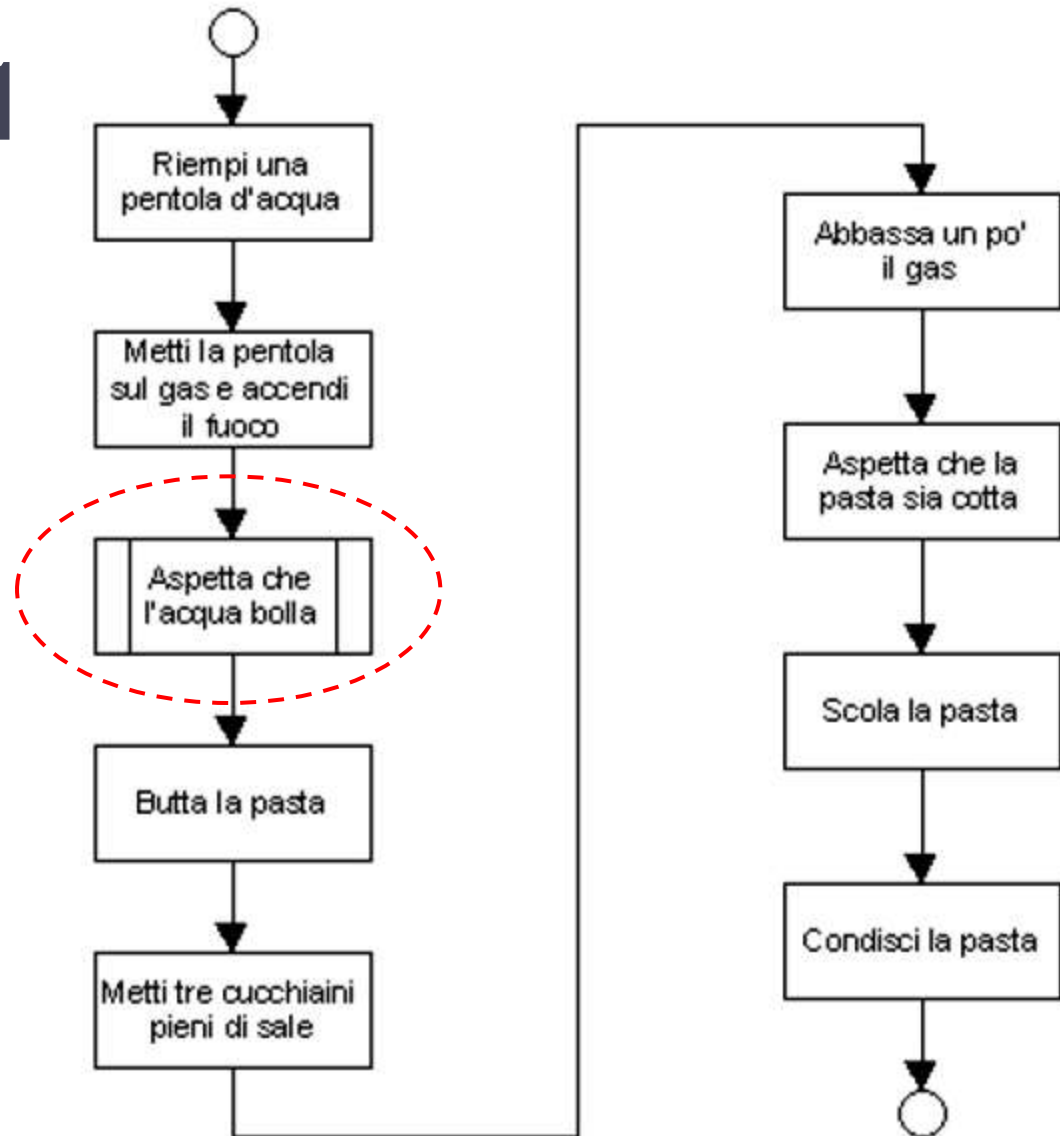 1
Riempi una
pentola d'acqua
Metti la pentola
sul gas e accendi
il fuoco
Aspetta che
l'acqua bolla
Butta la pasta
Metti tre cucchiaini
pieni di sale
Abbassa un po'
il gas
Aspetta che la
pasta sia cotta
Scola la pasta
Condisci la pasta